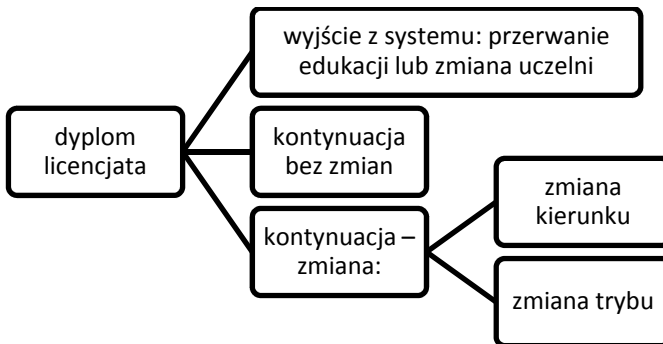 wyjście z systemu: przerwanie
edukacji lub zmiana uczelni
dyplom
licencjata
kontynuacja
bez zmian
kontynuacja –
zmiana:
zmiana
kierunku
zmiana trybu